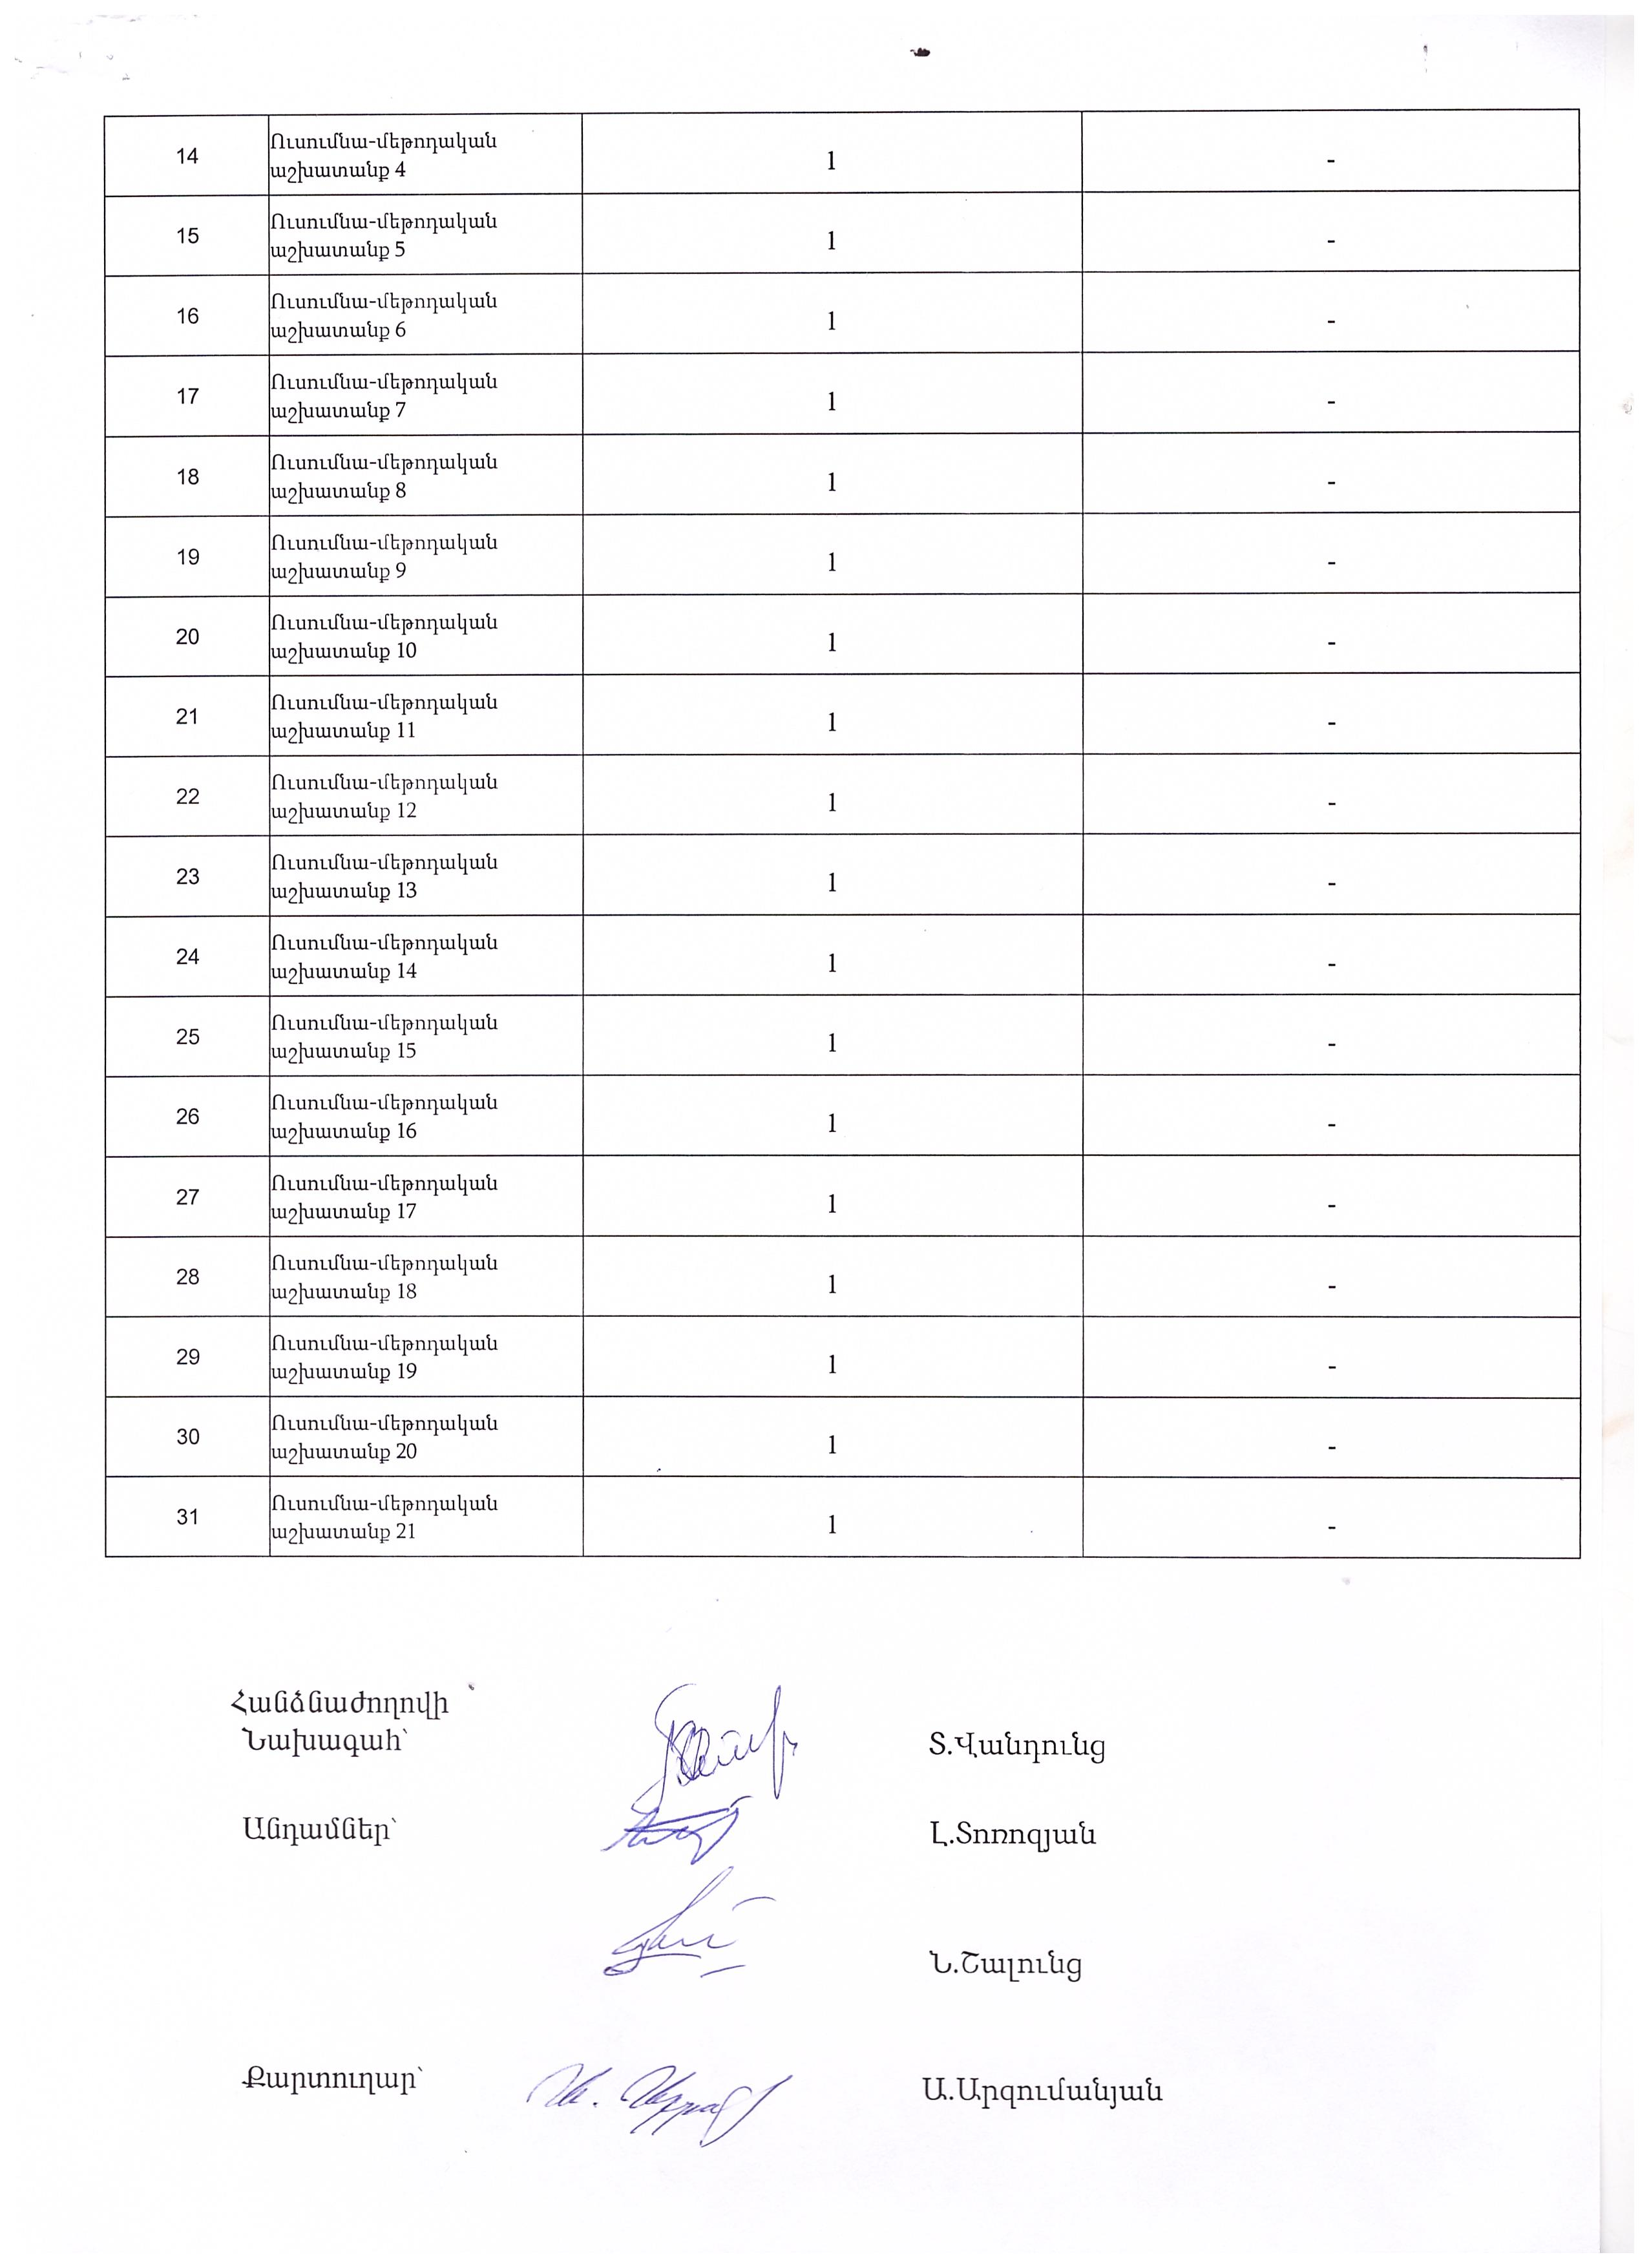 14 Ուսումնա-մեթոդական
աշխատանք 4 1 -
15 Ուսումնա-մեթոդական
աշխատանք 5 1 -
16 Ուսումնա-մեթոդական
աշխատանք 6 1 -
17 Ուսումնա-մեթոդական
աշխատանք 7 1 -
18 Ուսումնա-մեթոդական
աշխատանք 8 1 -
19 Ուսումնա-մեթոդական
աշխատանք 9 1 -
20 Ուսումնա-մեթոդական
աշխատանք 10 1 -
21 Ուսումնա-մեթոդական
աշխատանք 11 1 -
22 Ուսումնա-մեթոդական
աշխատանք 12 1 -
23 Ուսումնա-մեթոդական
աշխատանք 13 1 -
24 Ուսումնա-մեթոդական
աշխատանք 14 1 -
25 Ուսումնա-մեթոդական
աշխատանք 15 1 -
26 Ուսումնա-մեթոդական
աշխատանք 16 1 -
27 Ուսումնա-մեթոդական
աշխատանք 17 1 -
28 Ուսումնա-մեթոդական
աշխատանք 18 1 -
29 Ուսումնա-մեթոդական
աշխատանք 19 1 -
30 Ուսումնա-մեթոդական
աշխատանք 20 1 -
31 Ուսումնա-մեթոդական
աշխատանք 21 1 -
Հանձնաժողովի
Նախագահ՝ Տ.Վանդունց
Անդամներ՝ Լ.Տոռոզյան
Ն.Շալունց
Քարտուղար՝ Ա.Արզումանյան